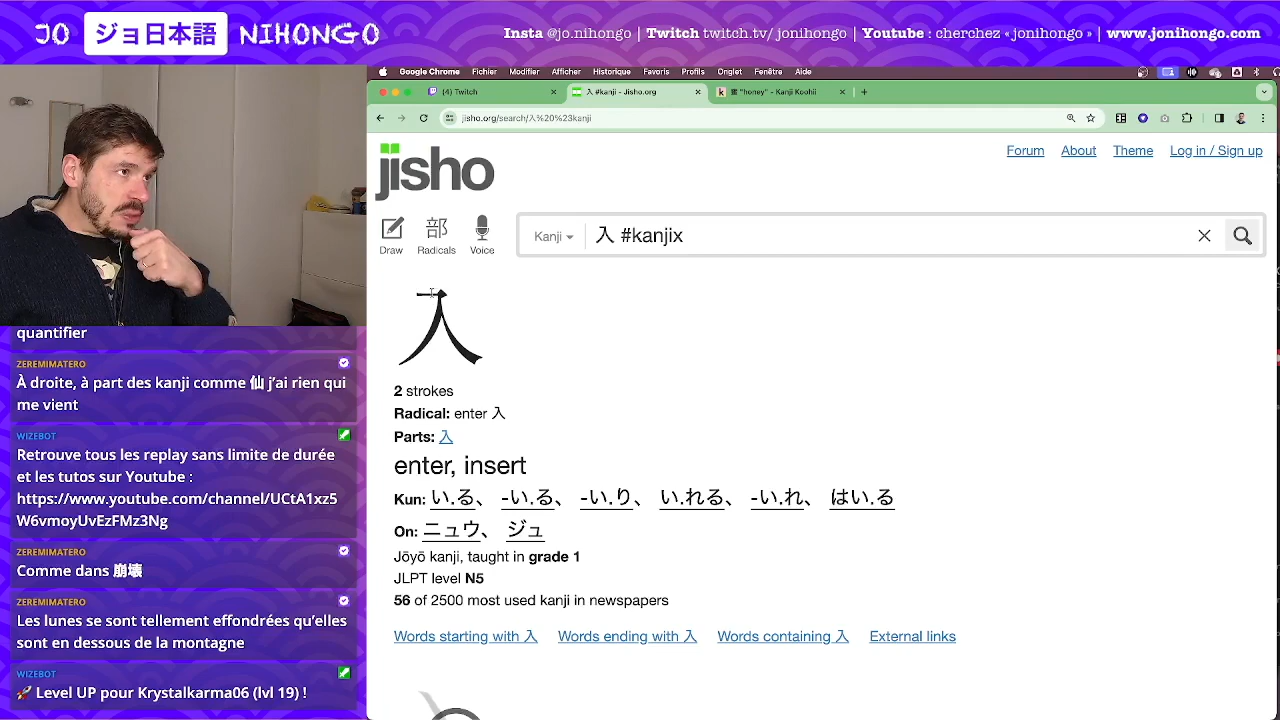 JO ジョ日本語 NIHONGO
Insta @jo.nihongo | Twitch twitch.tv/ jonihongo | Youtube : cherchez « jonihongo » | www.jonihongo.com
Google Chrome Fichier Modifier Afficher Historique Favoris Profils Onglet Fenêtre Aide
(4) Twitch
入 #kanji - Jisho.org
蜜 "honey" - Kanji Koohii
jisho.org/search/入%20%23kanji
jisho
Forum About Theme Log in / Sign up
部
Draw Radicals Voice
Kanji
入 #kanjix
入
2 strokes
Radical: enter 入
Parts: 入
enter, insert
Kun: い.る、 -い.る、 -い.り、 い.れる、 -い.れ、 はい.る
On: ニュウ、 ジュ
Jōyō kanji, taught in grade 1
JLPT level N5
56 of 2500 most used kanji in newspapers
Words starting with 入 Words ending with 入 Words containing 入 External links
quantifier
ZEREMIMATERO
À droite, à part des kanji comme 仙 j'ai rien qui
me vient
WIZEBOT
Retrouve tous les replay sans limite de durée
et les tutos sur Youtube :
https://www.youtube.com/channel/UCtA1xz5
W6vmoyUvEzFMz3Ng
ZEREMIMATERO
Comme dans 崩壊
ZEREMIMATERO
Les lunes se sont tellement effondrées qu'elles
sont en dessous de la montagne
WIZEBOT
🚀 Level UP pour Krystalkarma06 (lvl 19) !